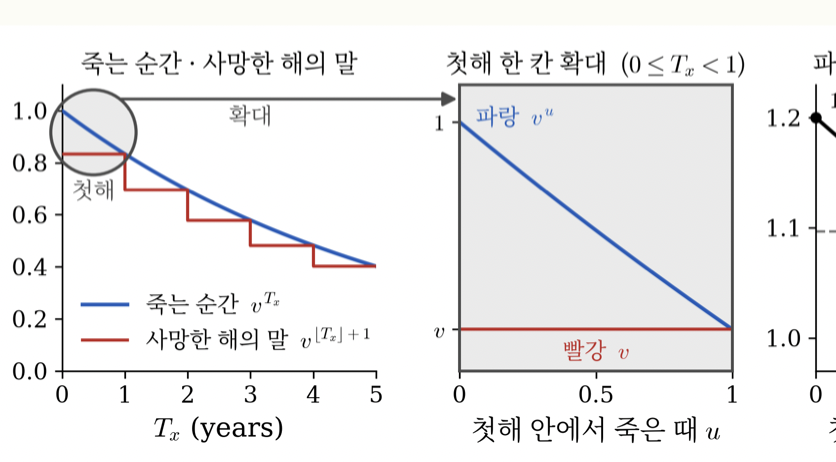 죽는 순간 · 사망한 해의 말
1.0
0.8
0.6
0.4
0.2
0.0
확대
첫해
죽는 순간 v^{T_x}
사망한 해의 말 v^{⌊T_x⌋+1}
0 1 2 3 4 5
T_x (years)
첫해 한 칸 확대 (0 ≤ T_x < 1)
1
v
파랑 v^u
빨강 v
0 0.5 1
첫해 안에서 죽은 때 u
1.2
1.1
1.0
0